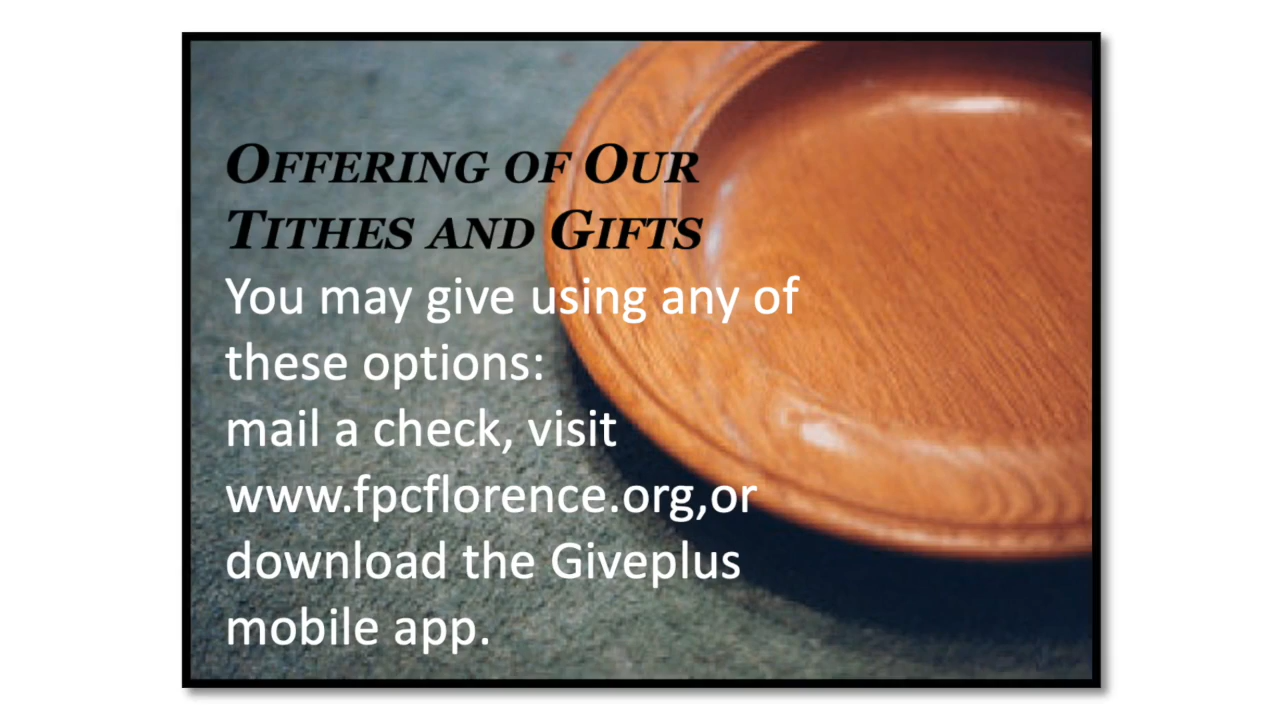 Offering of Our
Tithes and Gifts
You may give using any of
these options:
mail a check, visit
www.fpcflorence.org,or
download the Giveplus
mobile app.